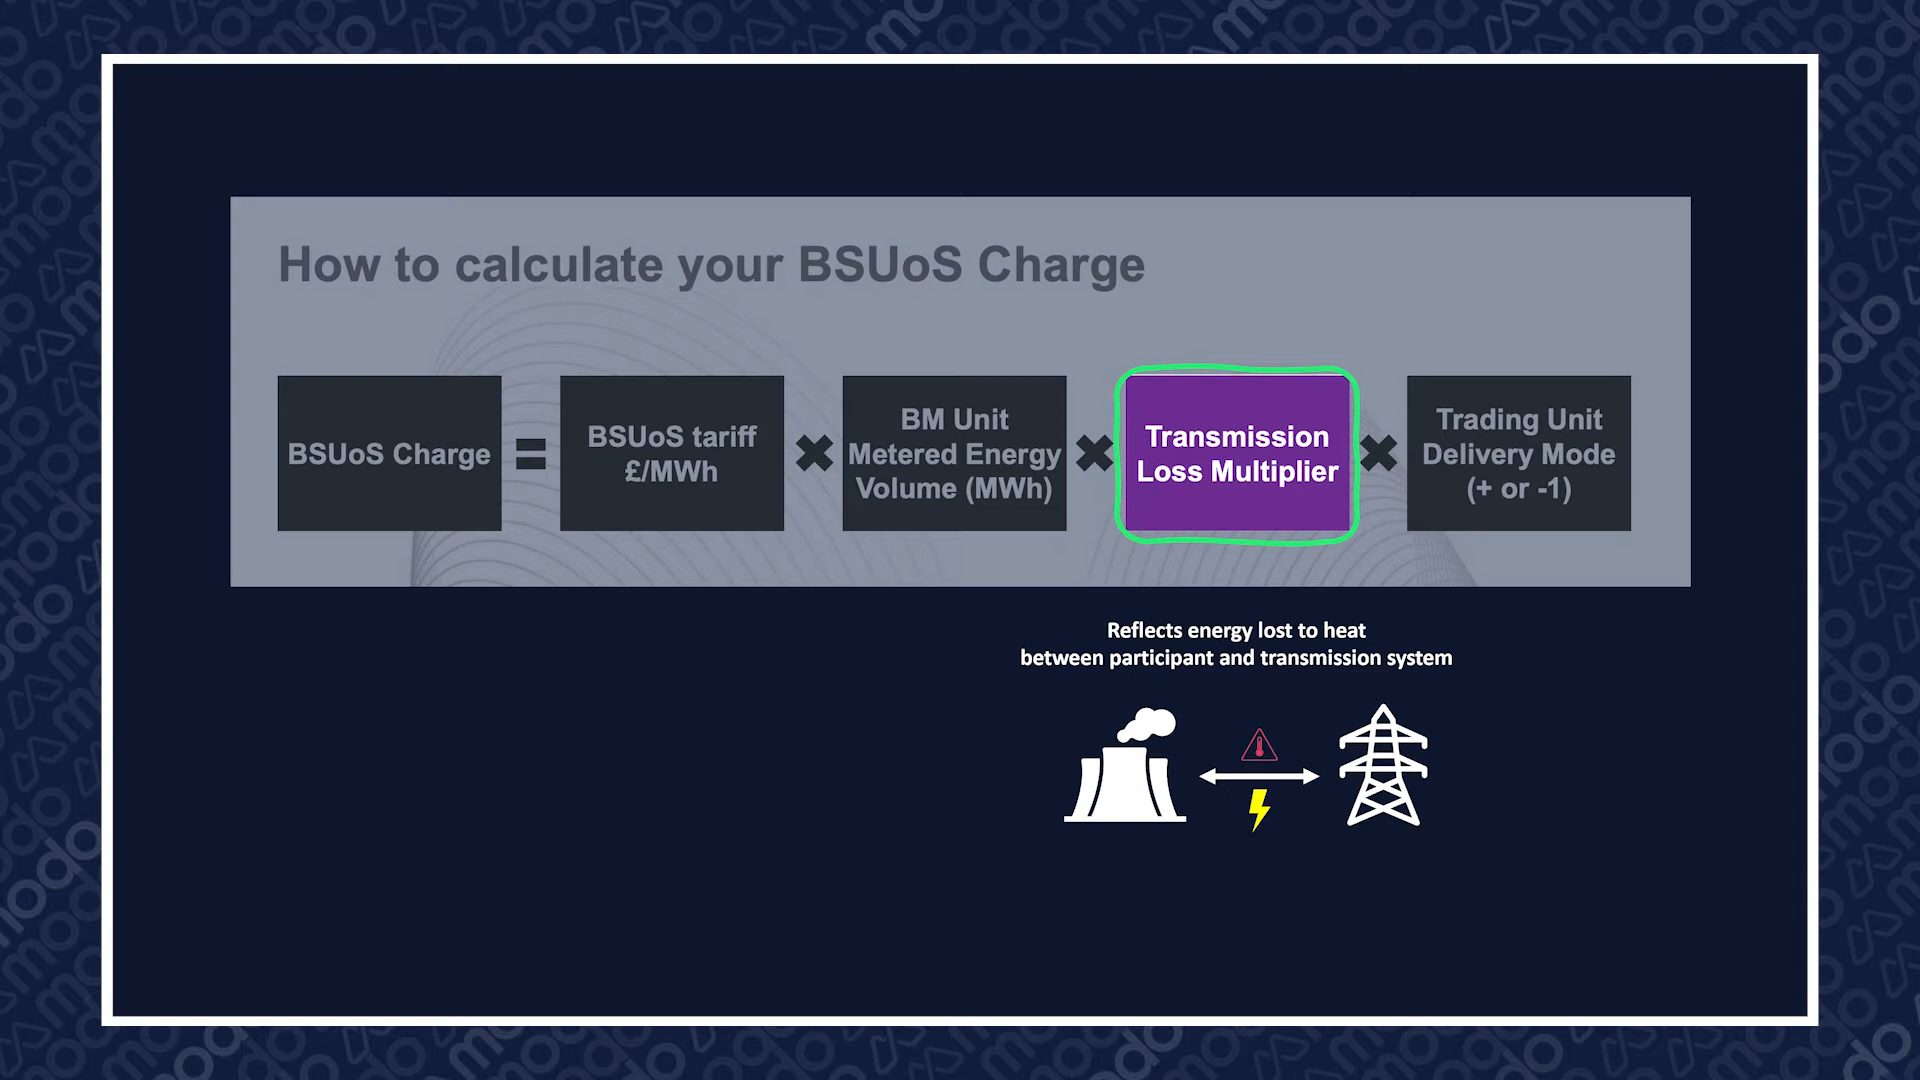 How to calculate your BSUoS Charge
BSUoS Charge
=
BSUoS tariff
£/MWh
×
BM Unit
Metered Energy
Volume (MWh)
×
Transmission
Loss Multiplier
×
Trading Unit
Delivery Mode
(+ or -1)
Reflects energy lost to heat
between participant and transmission system
modo